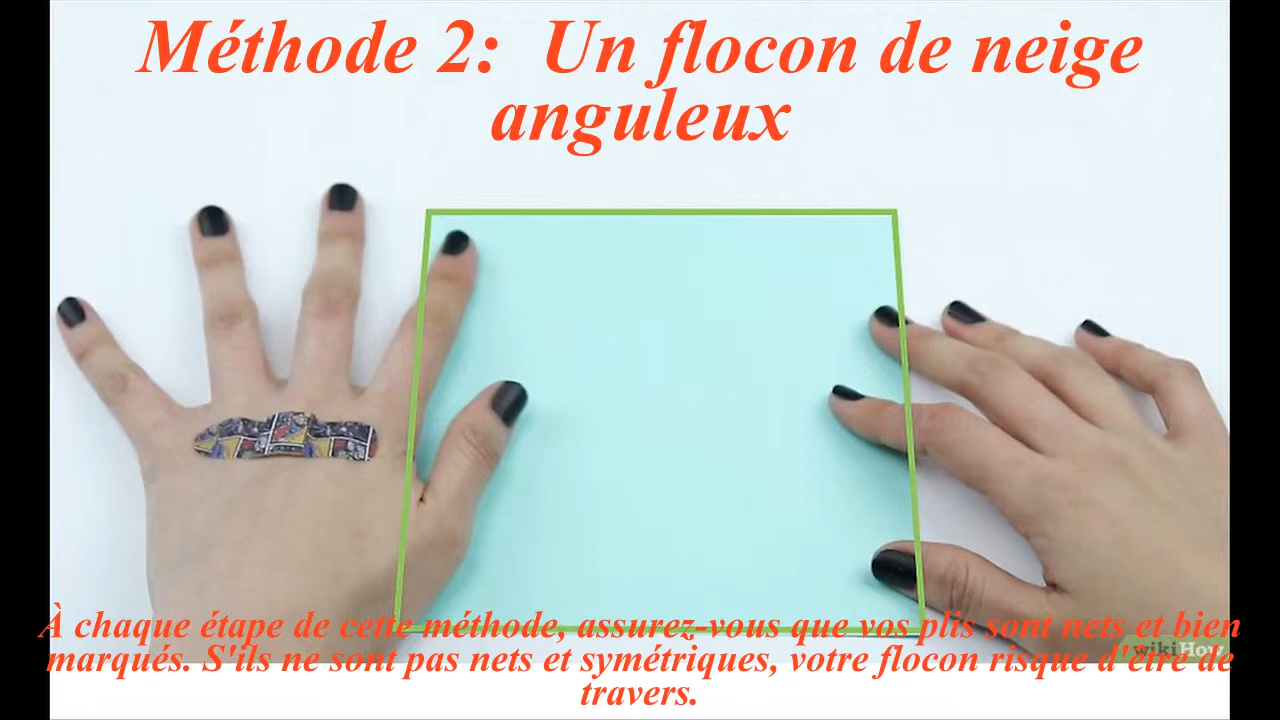 Méthode 2:  Un flocon de neige
anguleux
À chaque étape de cette méthode, assurez-vous que vos plis sont nets et bien
marqués. S'ils ne sont pas nets et symétriques, votre flocon risque d'être de
travers.
wikiHow